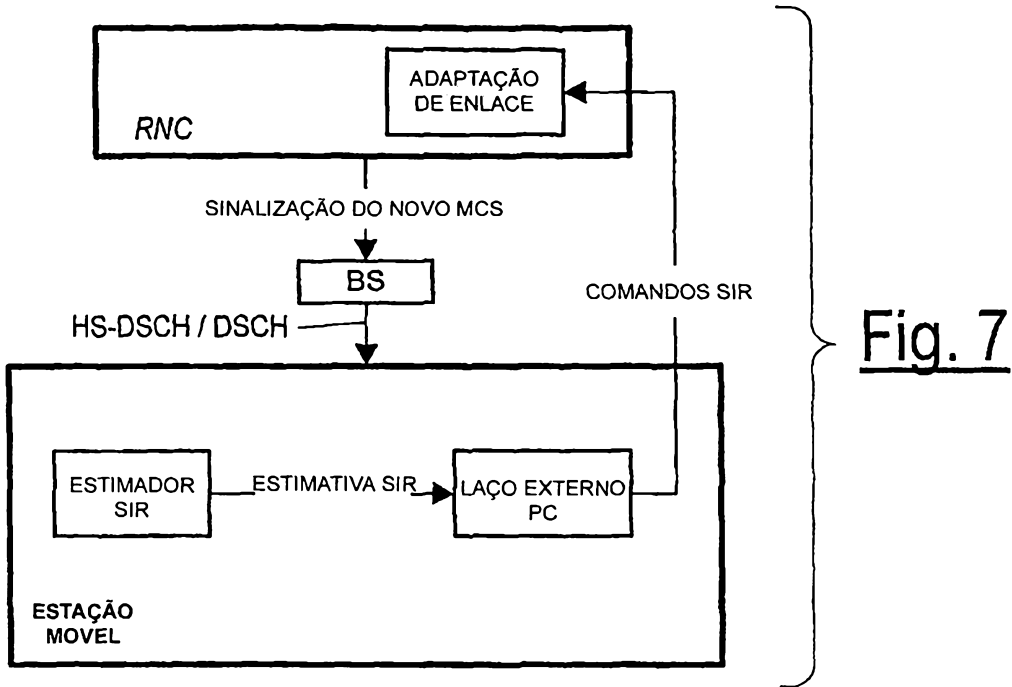 ADAPTAÇÃO
DE ENLACE
RNC
SINALIZAÇÃO DO NOVO MCS
BS
COMANDOS SIR
HS-DSCH / DSCH
Fig. 7
ESTIMADOR
SIR
ESTIMATIVA SIR
LAÇO EXTERNO
PC
ESTAÇÃO
MOVEL